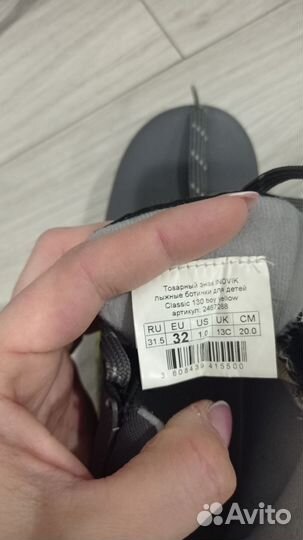 Товарный знак INOVIK
лыжные ботинки для детей
Classic 130 boy yellow
артикул: 2487268
RU EU US UK CM
31.5 32 1.0 13C 20.0
3 608439 415500
Avito